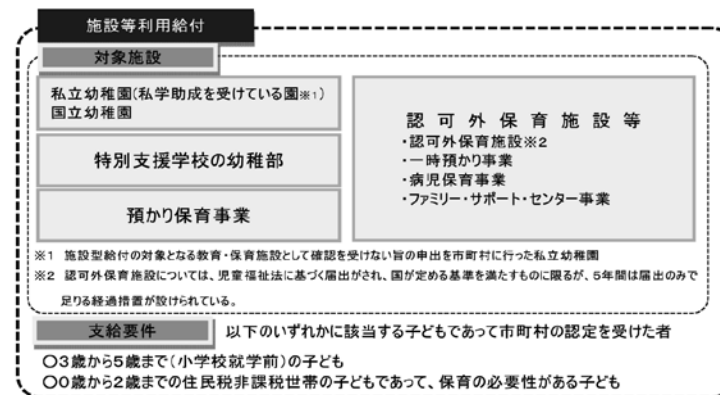 施設等利用給付
対象施設
私立幼稚園(私学助成を受けている園※1)
国立幼稚園
特別支援学校の幼稚部
預かり保育事業
認可外保育施設等
・認可外保育施設※2
・一時預かり事業
・病児保育事業
・ファミリー・サポート・センター事業
※1 施設型給付の対象となる教育・保育施設として確認を受けない旨の申出を市町村に行った私立幼稚園
※2 認可外保育施設については、児童福祉法に基づく届出がされ、国が定める基準を満たすものに限るが、5年間は届出のみで
足りる経過措置が設けられている。
支給要件 以下のいずれかに該当する子どもであって市町村の認定を受けた者
○3歳から5歳まで(小学校就学前)の子ども
○0歳から2歳までの住民税非課税世帯の子どもであって、保育の必要性がある子ども